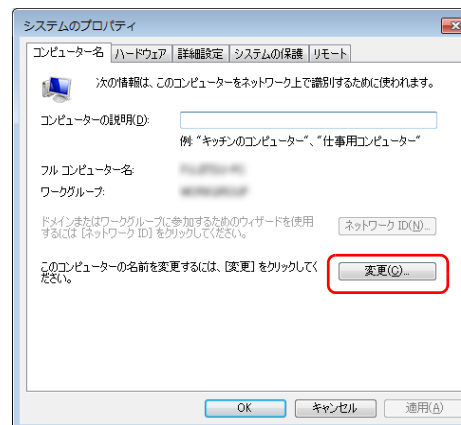 システムのプロパティ
コンピューター名 ハードウェア 詳細設定 システムの保護 リモート
次の情報は、このコンピューターをネットワーク上で識別するために使われます。
コンピューターの説明(D):
例: "キッチンのコンピューター"、"仕事用コンピューター"
フル コンピューター名:
ワークグループ:
ドメインまたはワークグループに参加するためのウィザードを使用
するには [ネットワーク ID] をクリックしてください。
ネットワーク ID(N)...
このコンピューターの名前を変更するには、[変更] をクリックしてく
ださい。
変更(C)...
OK キャンセル 適用(A)